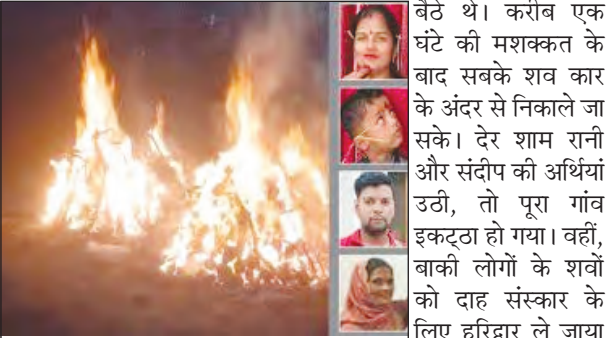 बैठे थे। करीब एक
घंटे की मशक्कत के
बाद सबके शव कार
के अंदर से निकाले जा
सके। देर शाम रानी
और संदीप की अर्थियां
उठी, तो पूरा गांव
इकट्ठा हो गया। वहीं,
बाकी लोगों के शवों
को दाह संस्कार के
लिए हरिद्वार ले जाया